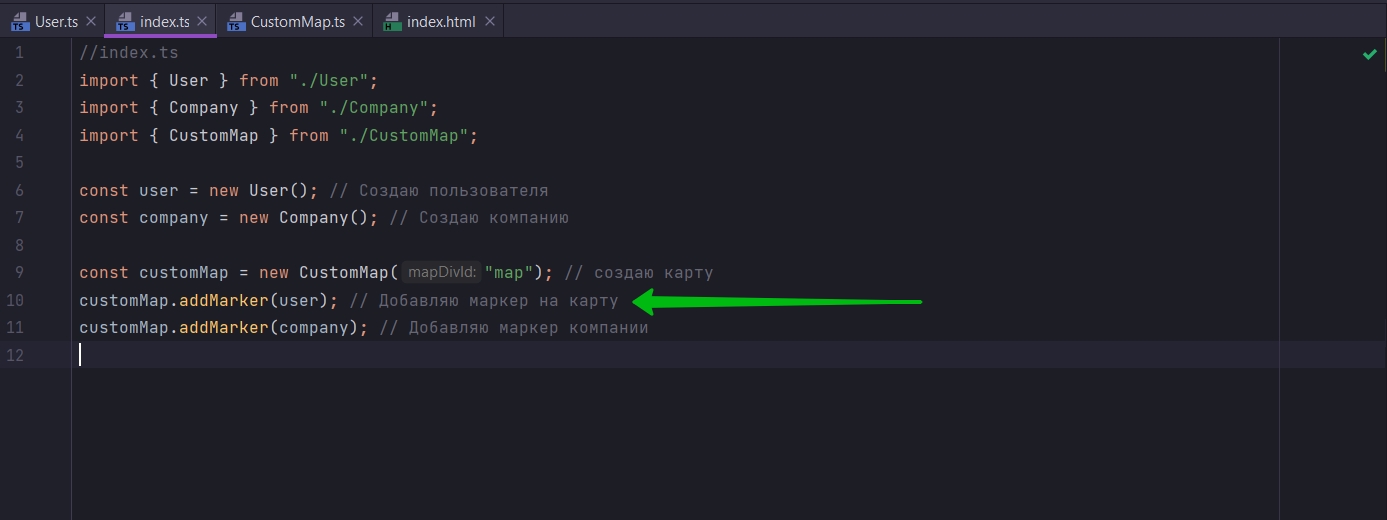 User.ts index.ts CustomMap.ts index.html
1 //index.ts
2 import { User } from "./User";
3 import { Company } from "./Company";
4 import { CustomMap } from "./CustomMap";
5
6 const user = new User(); // Создаю пользователя
7 const company = new Company(); // Создаю компанию
8
9 const customMap = new CustomMap( mapDivId: "map"); // создаю карту
10 customMap.addMarker(user); // Добавляю маркер на карту
11 customMap.addMarker(company); // Добавляю маркер компании
12